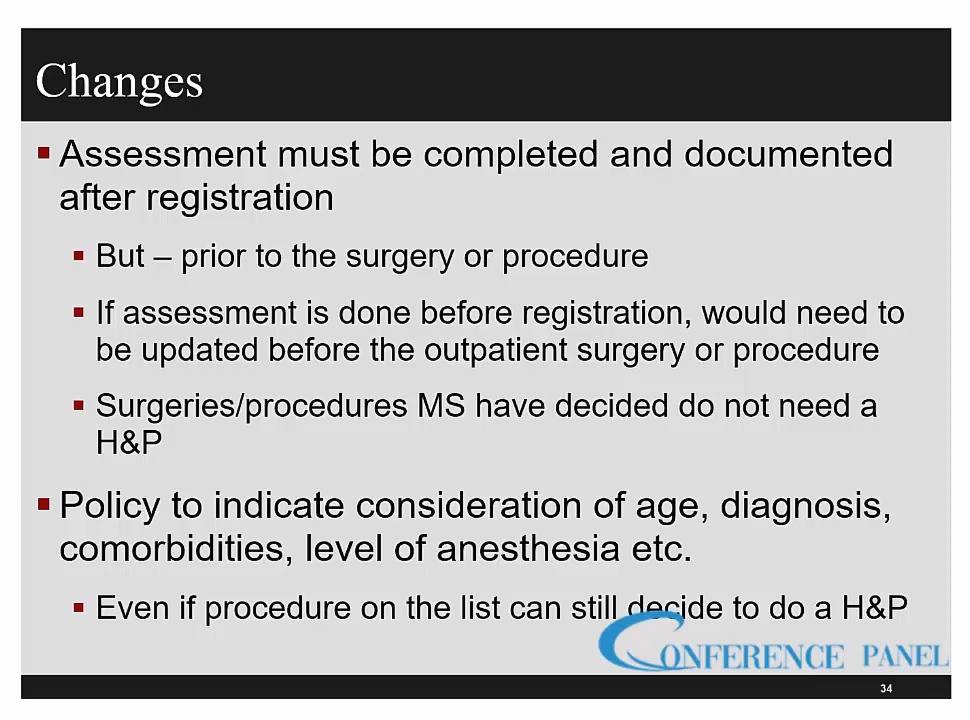 Changes
Assessment must be completed and documented
after registration
But – prior to the surgery or procedure
If assessment is done before registration, would need to
be updated before the outpatient surgery or procedure
Surgeries/procedures MS have decided do not need a
H&P
Policy to indicate consideration of age, diagnosis,
comorbidities, level of anesthesia etc.
Even if procedure on the list can still decide to do a H&P
CONFERENCE PANEL
34